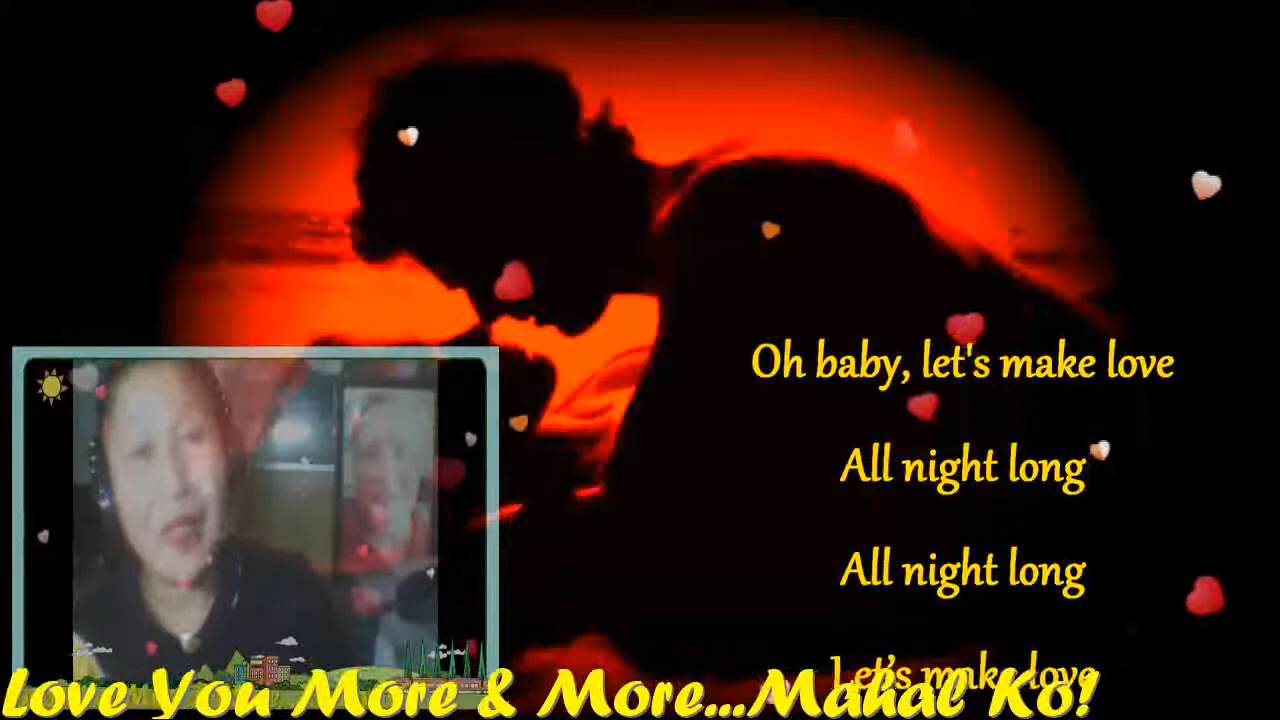 Oh baby, let's make love
All night long
All night long
Let's make love
Love You More & More...Mahal Ko!